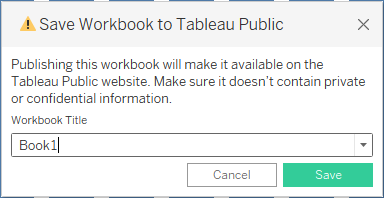 Save Workbook to Tableau Public
Publishing this workbook will make it available on the
Tableau Public website. Make sure it doesn't contain private
or confidential information.
Workbook Title
Book1
Cancel
Save